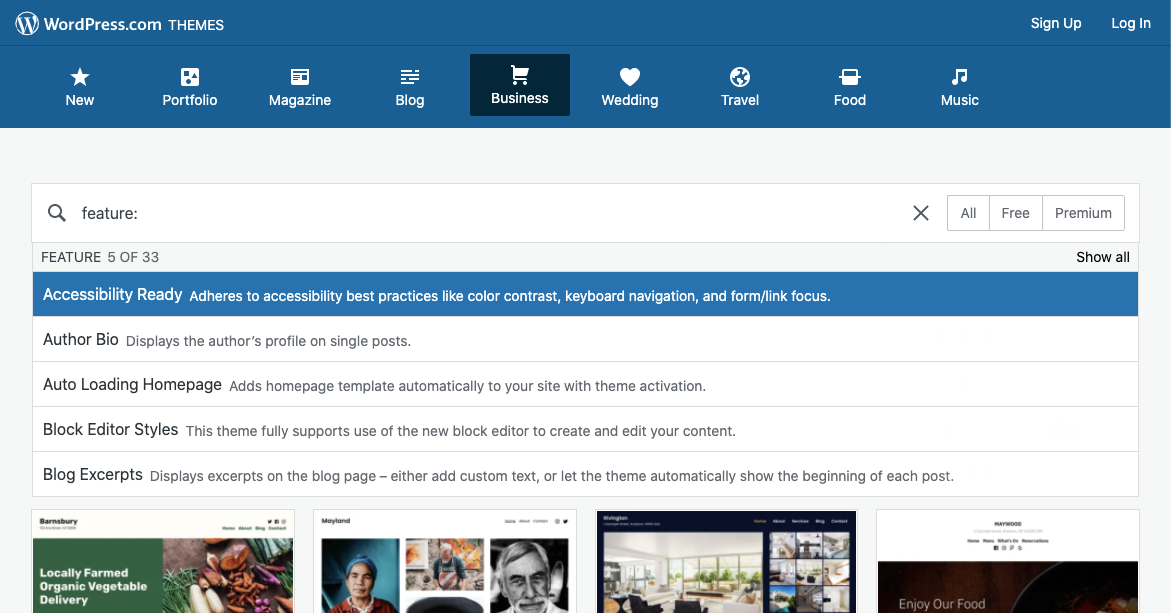 WordPress.com THEMES
Sign Up Log In
New Portfolio Magazine Blog Business Wedding Travel Food Music
feature:
All Free Premium
FEATURE 5 OF 33 Show all
Accessibility Ready Adheres to accessibility best practices like color contrast, keyboard navigation, and form/link focus.
Author Bio Displays the author’s profile on single posts.
Auto Loading Homepage Adds homepage template automatically to your site with theme activation.
Block Editor Styles This theme fully supports use of the new block editor to create and edit your content.
Blog Excerpts Displays excerpts on the blog page – either add custom text, or let the theme automatically show the beginning of each post.
Barnsbury
Home About Blog Contact
Locally Farmed
Organic Vegetable
Delivery
Mayland
Home About Contact
Rivington
Home About Services Blog Contact
MAYWOOD
Home Menu What's On Reservations
Enjoy Our Food